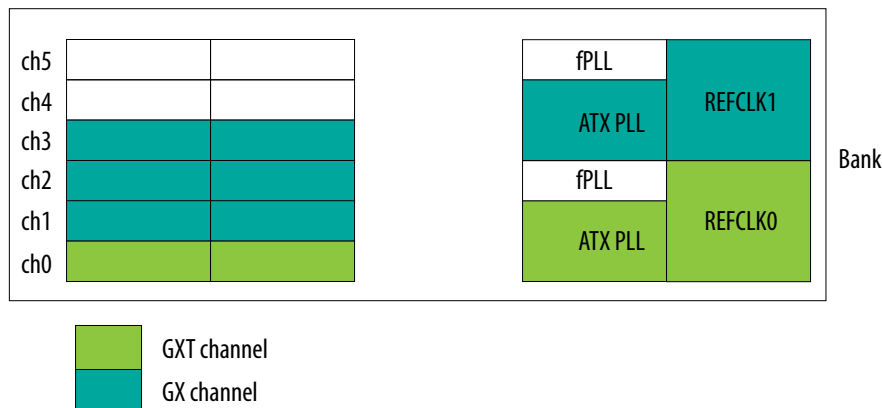 ch5
ch4
ch3
ch2
ch1
ch0
fPLL
ATX PLL
REFCLK1
fPLL
ATX PLL
REFCLK0
Bank
GXT channel
GX channel